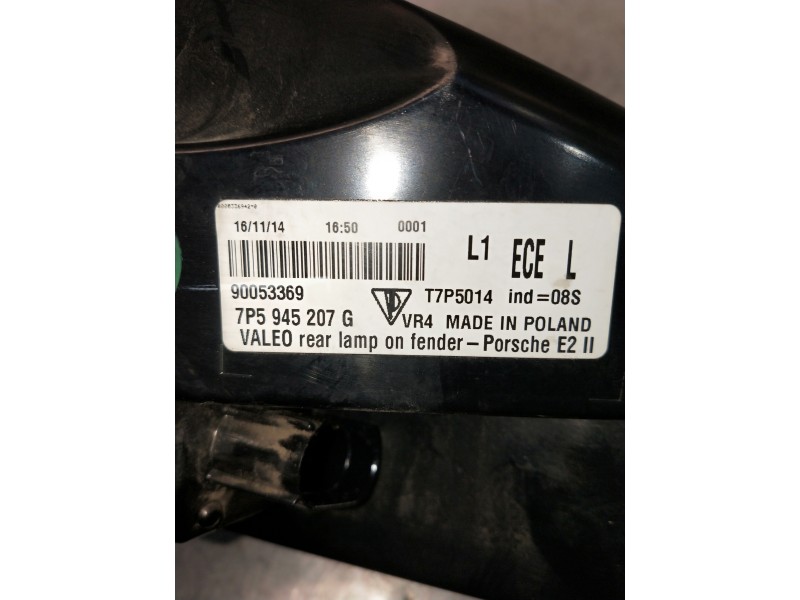 16/11/14 16:50 0001
L1 ECE L
90053369
T7P5014 ind=08S
7P5 945 207 G
VR4 MADE IN POLAND
VALEO rear lamp on fender-Porsche E2 II